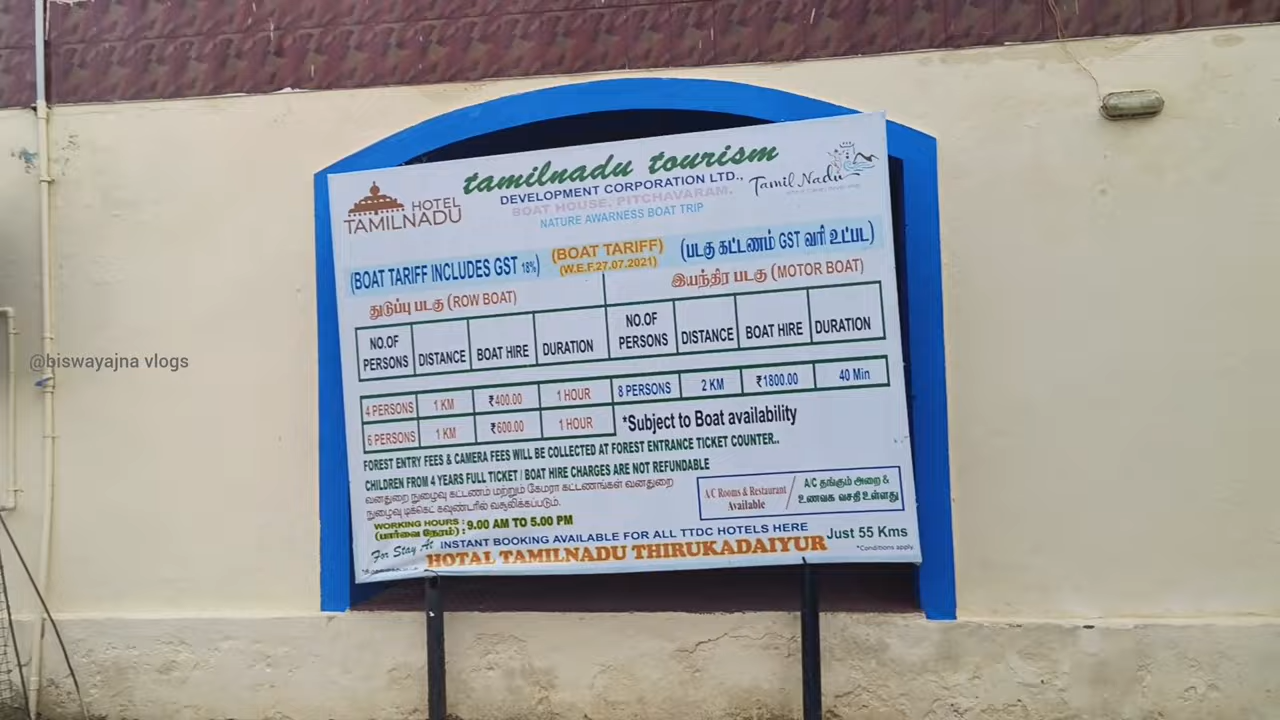 tamilnadu tourism
DEVELOPMENT CORPORATION LTD.,
BOAT HOUSE, PITCHAVARAM.
NATURE AWARNESS BOAT TRIP
HOTEL
TAMILNADU
Tamil Nadu
(BOAT TARIFF INCLUDES GST 18%)
(BOAT TARIFF)
(W.E.F.27.07.2021)
(படகு கட்டணம் GST வரி உட்பட)
துடுப்பு படகு (ROW BOAT)
இயந்திர படகு (MOTOR BOAT)
NO.OF PERSONS DISTANCE BOAT HIRE DURATION NO.OF PERSONS DISTANCE BOAT HIRE DURATION
4 PERSONS 1 KM ₹400.00 1 HOUR 8 PERSONS 2 KM ₹1800.00 40 Min
6 PERSONS 1 KM ₹600.00 1 HOUR
*Subject to Boat availability
FOREST ENTRY FEES & CAMERA FEES WILL BE COLLECTED AT FOREST ENTRANCE TICKET COUNTER..
CHILDREN FROM 4 YEARS FULL TICKET / BOAT HIRE CHARGES ARE NOT REFUNDABLE
வனதுறை நுழைவு கட்டணம் மற்றும் கேமரா கட்டணங்கள் வனதுறை
நுழைவு டிக்கெட் கவுண்டரில் வசூலிக்கப்படும்.
A/C Rooms & Restaurant
Available
A/C தங்கும் அறை &
உணவக வசதி உள்ளது
WORKING HOURS : 9.00 AM TO 5.00 PM
(பார்வை நேரம்) :
For Stay At INSTANT BOOKING AVAILABLE FOR ALL TTDC HOTELS HERE
HOTAL TAMILNADU THIRUKADAIYUR
Just 55 Kms
*Conditions apply
@biswayajna vlogs